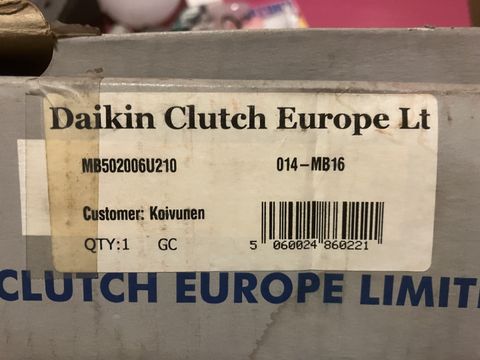 Daikin Clutch Europe Lt
MB502006U210 014-MB16
Customer: Koivunen
QTY:1 GC
5 060024 860221
CLUTCH EUROPE LIMIT